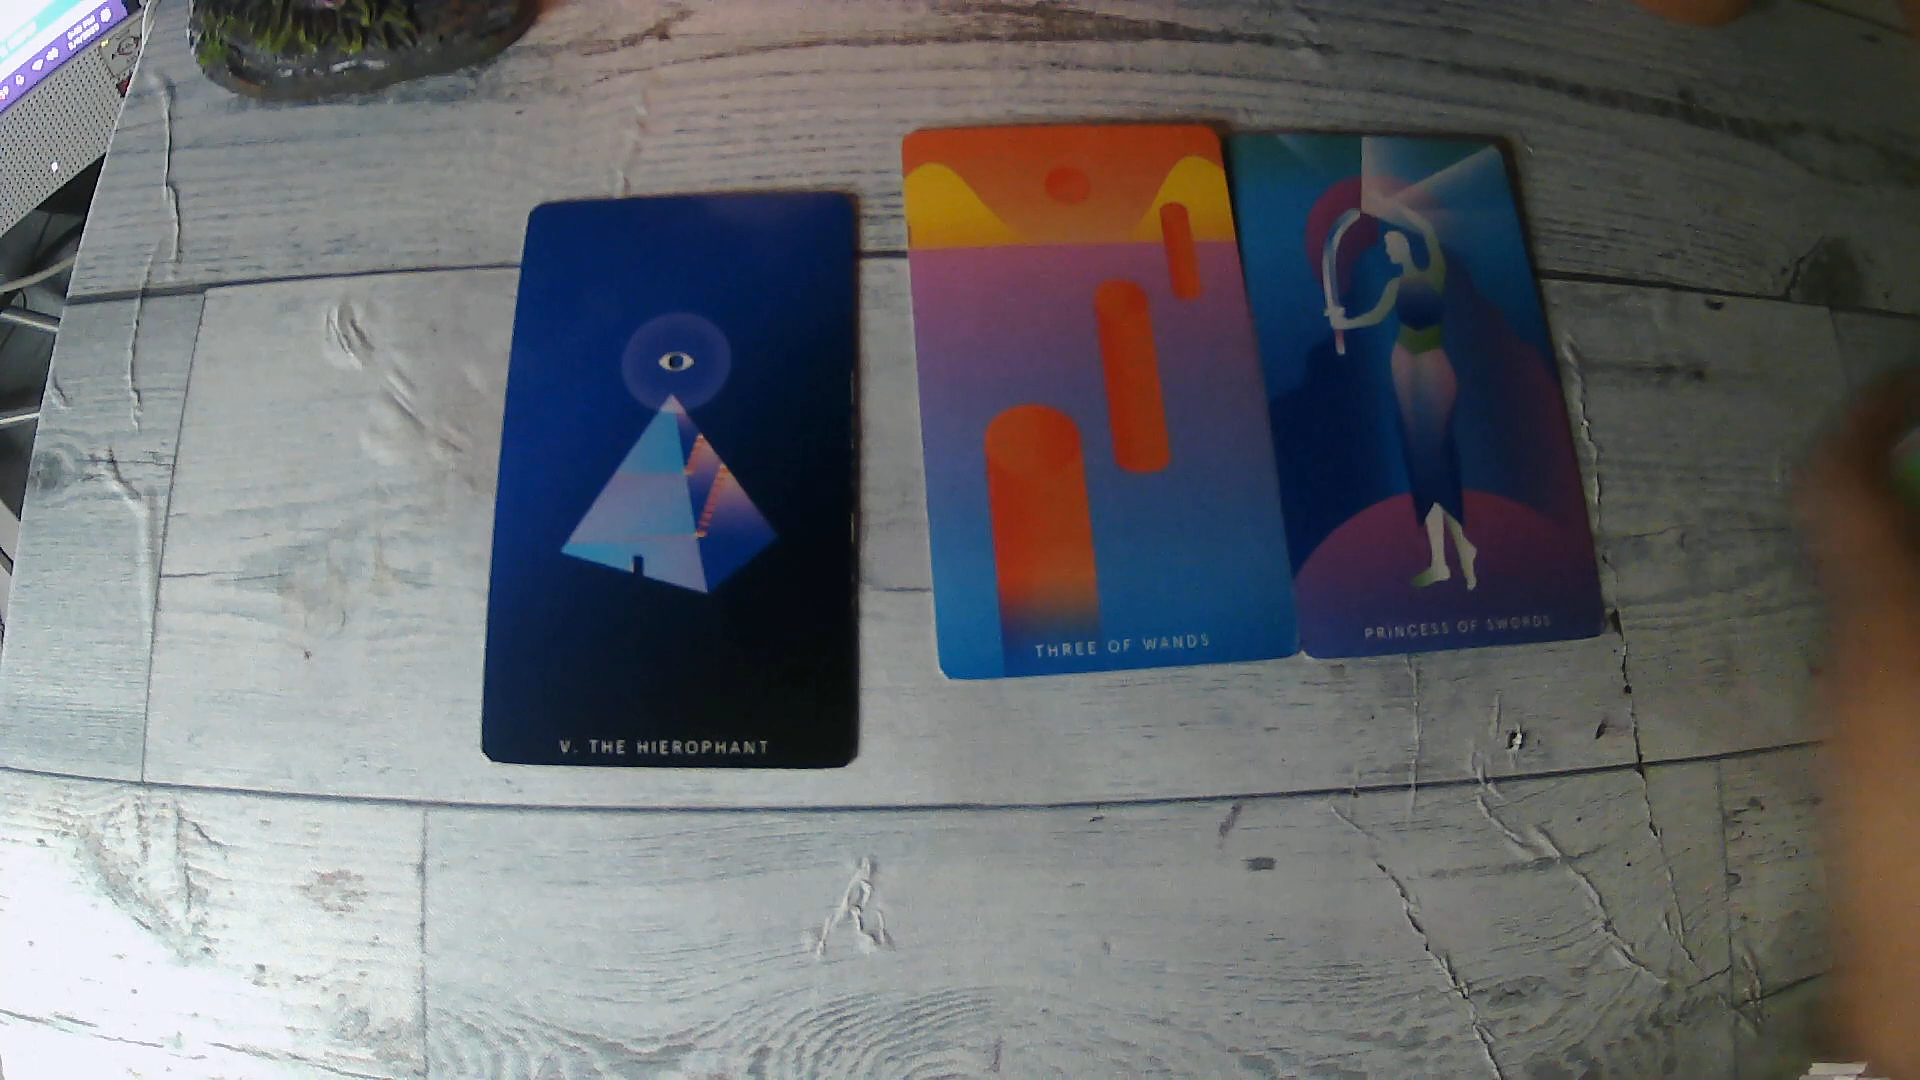 V. THE HIEROPHANT
THREE OF WANDS
PRINCESS OF SWORDS